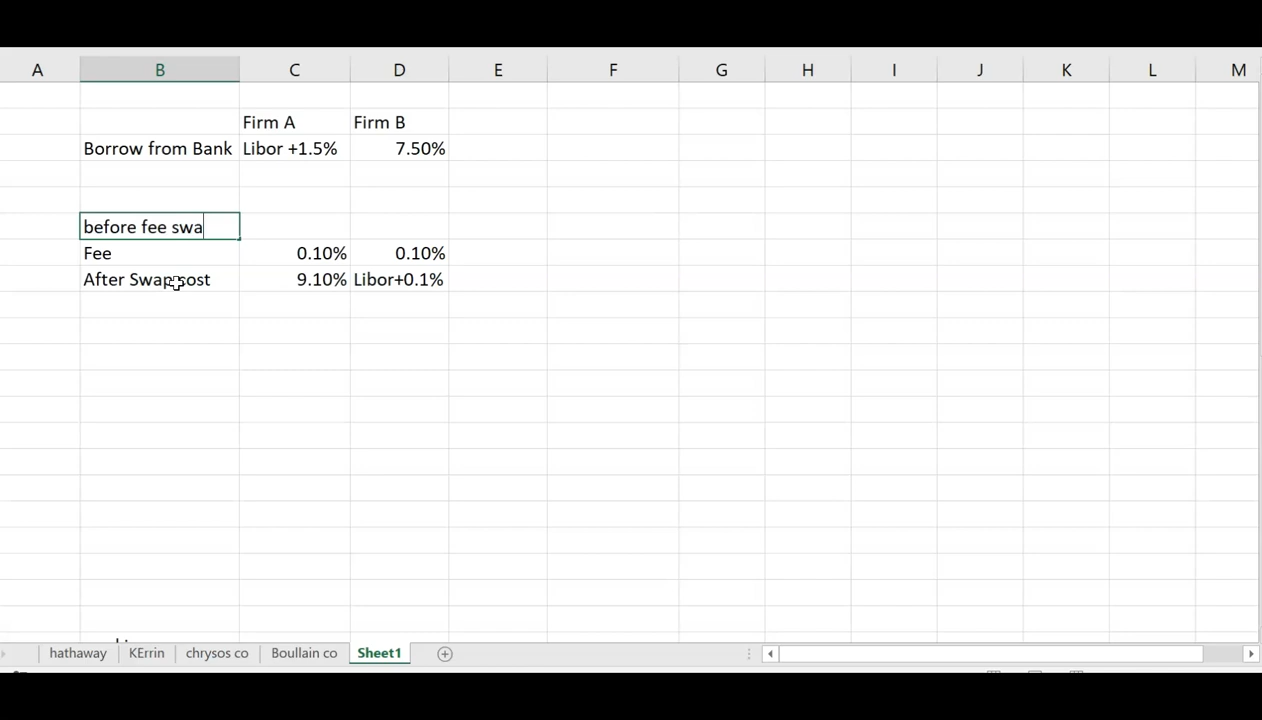 A B C D E F G H I J K L M
Firm A Firm B
Borrow from Bank Libor +1.5% 7.50%
before fee swa
Fee 0.10% 0.10%
After Swap cost 9.10% Libor+0.1%
hathaway KErrin chrysos co Boullain co Sheet1